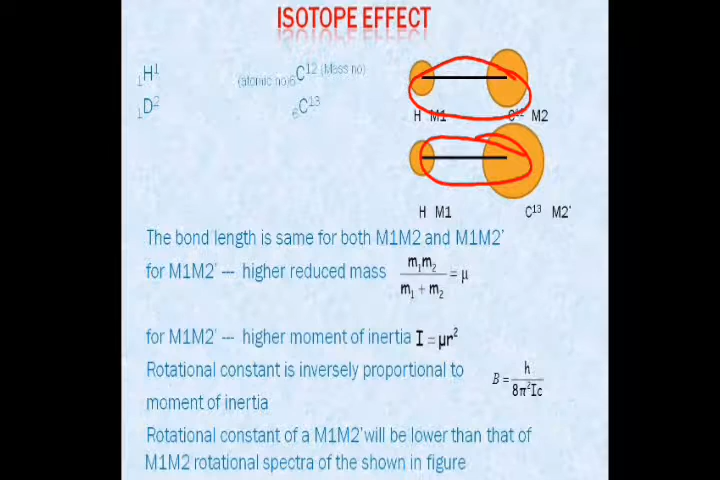 ISOTOPE EFFECT
₁H¹ (atomic no)₆C¹² (Mass no)
₁D² ₆C¹³
H M1 C¹² M2
H M1 C¹³ M2'
The bond length is same for both M1M2 and M1M2'
for M1M2' --- higher reduced mass m₁m₂ / m₁ + m₂ = μ
for M1M2' --- higher moment of inertia I = μr²
Rotational constant is inversely proportional to B = h / 8π²Ic
moment of inertia
Rotational constant of a M1M2'will be lower than that of
M1M2 rotational spectra of the shown in figure